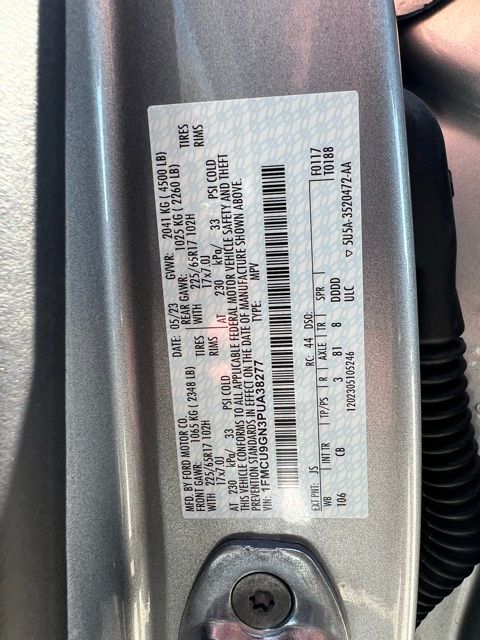 MFD. BY FORD MOTOR CO. DATE: 05/23 GVWR: 2041 KG ( 4500 LB)
FRONT GAWR: 1065 KG ( 2348 LB) REAR GAWR: 1025 KG ( 2260 LB)
WITH 225/65R17 102H TIRES WITH 225/65R17 102H TIRES
17x7.0J RIMS 17x7.0J RIMS
AT 230 kPa/ 33 PSI COLD AT 230 kPa/ 33 PSI COLD
THIS VEHICLE CONFORMS TO ALL APPLICABLE FEDERAL MOTOR VEHICLE SAFETY AND THEFT
PREVENTION STANDARDS IN EFFECT ON THE DATE OF MANUFACTURE SHOWN ABOVE.
VIN: 1FMCU9GN3PUA38277 TYPE: MPV
F0117
EXT PNT: JS RC: 44 DSO: T0188
WB INT TR TP/PS R AXLE TR SPR
106 CB 3 81 8 DDDD
1202305105246 ULC ▽ 5U5A-3520472-AA